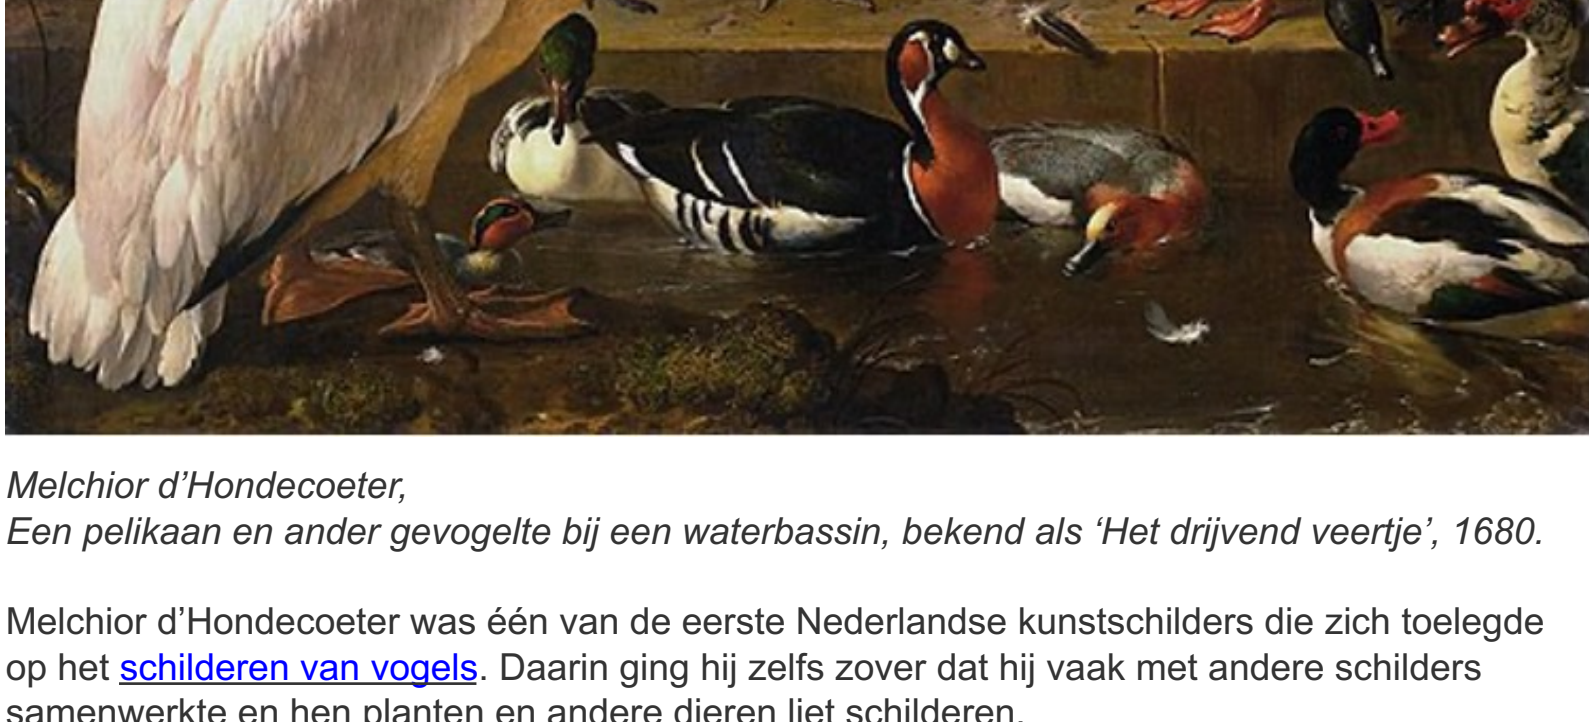 Melchior d’Hondecoeter,
Een pelikaan en ander gevogelte bij een waterbassin, bekend als ‘Het drijvend veertje’, 1680.
Melchior d’Hondecoeter was één van de eerste Nederlandse kunstschilders die zich toelegde
op het schilderen van vogels. Daarin ging hij zelfs zover dat hij vaak met andere schilders
samenwerkte en hen planten en andere dieren liet schilderen.